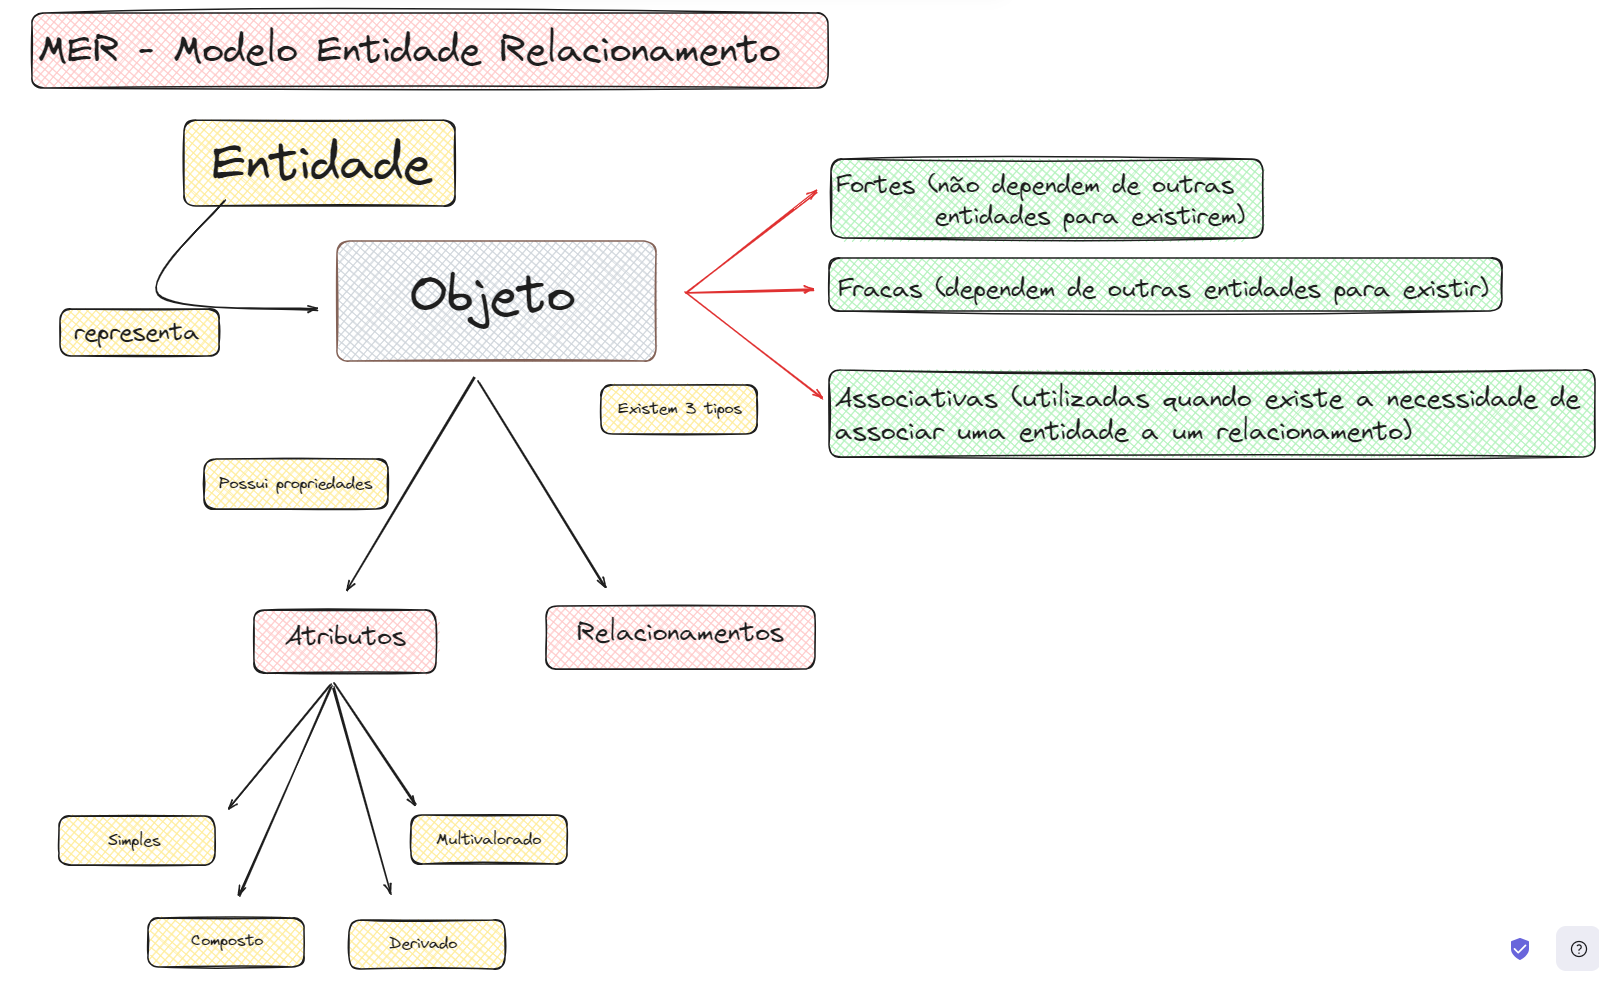 MER - Modelo Entidade Relacionamento
Entidade
representa
Objeto
Fortes (não dependem de outras
entidades para existirem)
Fracas (dependem de outras entidades para existir)
Associativas (utilizadas quando existe a necessidade de
associar uma entidade a um relacionamento)
Existem 3 tipos
Possui propriedades
Atributos
Relacionamentos
Simples
Multivalorado
Composto
Derivado